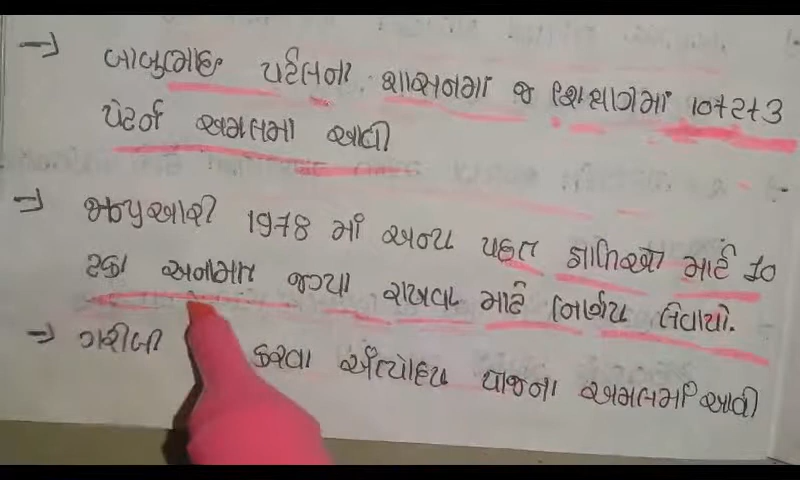 → બાબુભાઇ પટેલના શાસનમાં જ શિક્ષણમાં 10+2+3
પેટર્ન અમલમાં આવી
→ જાન્યુઆરી 1978 માં અન્ય પછાત જાતિઓ માટે 10
ટકા અનામત જગ્યા રાખવા માટે નિર્ણય લેવાયો.
→ ગરીબી કરવા અંત્યોદય યોજના અમલમાં આવી